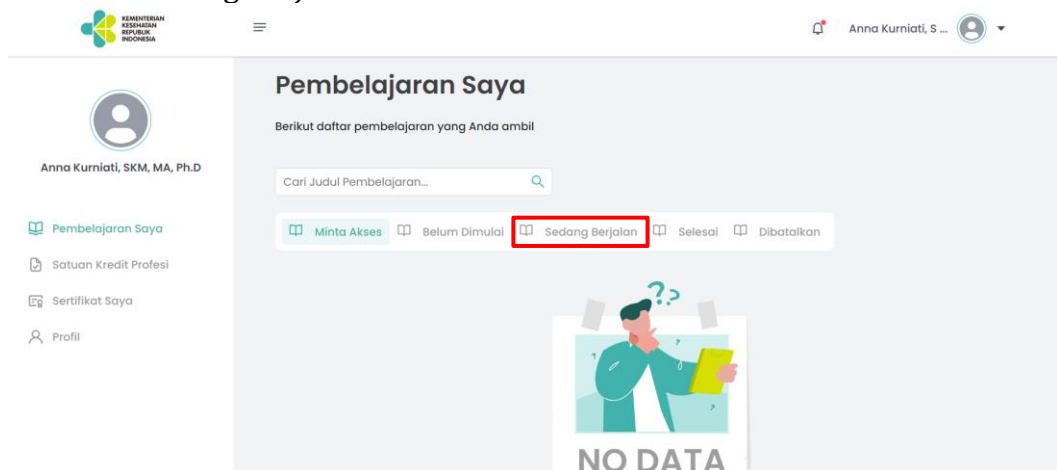 KEMENTERIAN
KESEHATAN
REPUBLIK
INDONESIA
Anna Kurniati, S ...
Anna Kurniati, SKM, MA, Ph.D
Pembelajaran Saya
Satuan Kredit Profesi
Sertifikat Saya
Profil
Pembelajaran Saya
Berikut daftar pembelajaran yang Anda ambil
Cari Judul Pembelajaran...
Minta Akses Belum Dimulai Sedang Berjalan Selesai Dibatalkan
??
? ? ?
NO DATA